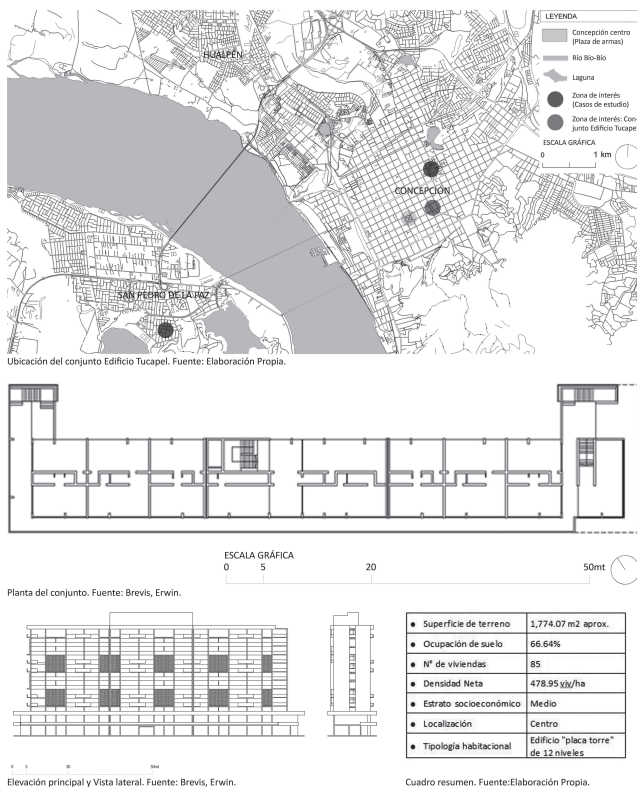 LEYENDA
Concepción centro
(Plaza de armas)
Río Bío-Bío
Laguna
Zona de interés
(Casos de estudio)
Zona de interés: Con-
junto Edificio Tucapel
ESCALA GRÁFICA
0 1 km
HUALPÉN
CONCEPCIÓN
SAN PEDRO DE LA PAZ
Ubicación del conjunto Edificio Tucapel. Fuente: Elaboración Propia.
ESCALA GRÁFICA
0 5 20 50mt
Planta del conjunto. Fuente: Brevis, Erwin.
0 5 20 50mt
Elevación principal y Vista lateral. Fuente: Brevis, Erwin.
• Superficie de terreno 1,774.07 m2 aprox.
• Ocupación de suelo 66.64%
• N° de viviendas 85
• Densidad Neta 478.95 viv/ha
• Estrato socioeconómico Medio
• Localización Centro
• Tipología habitacional Edificio "placa torre"
de 12 niveles
Cuadro resumen. Fuente:Elaboración Propia.